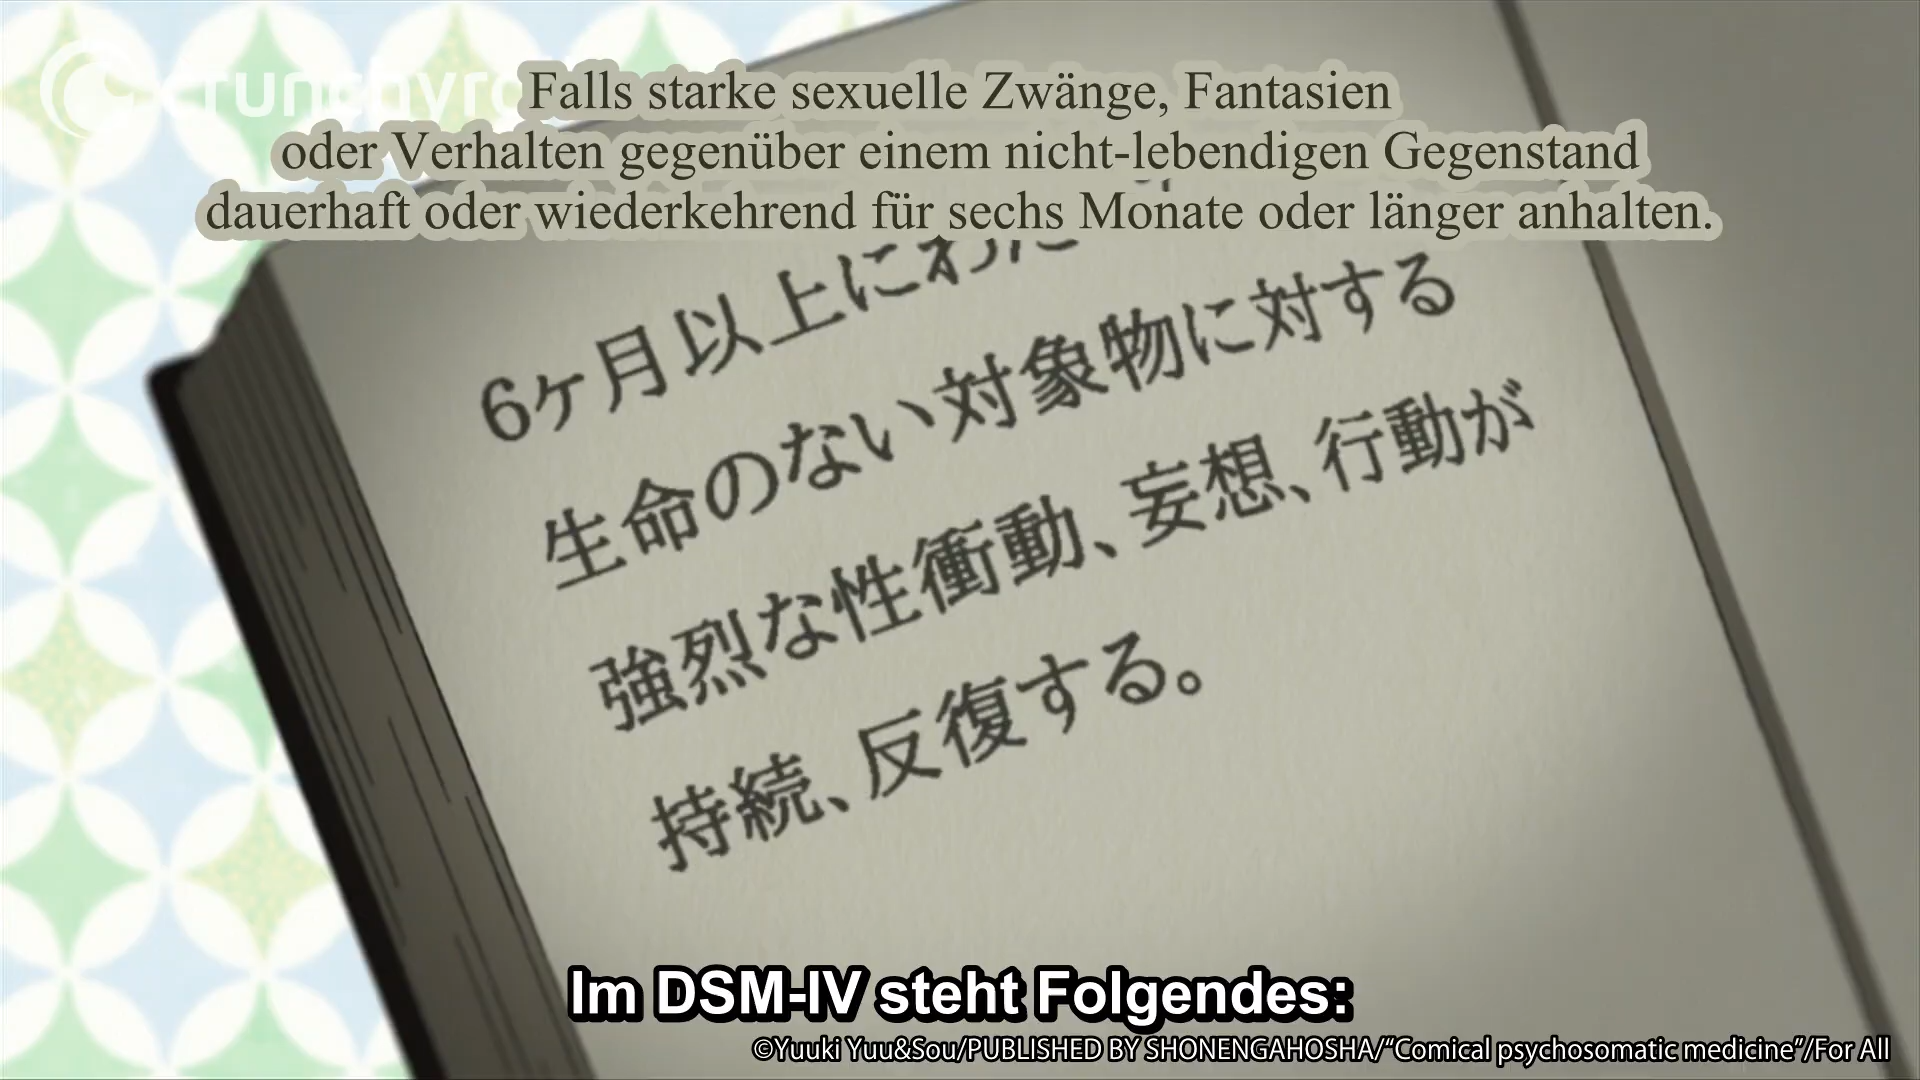 crunchyro
Falls starke sexuelle Zwänge, Fantasien
oder Verhalten gegenüber einem nicht-lebendigen Gegenstand
dauerhaft oder wiederkehrend für sechs Monate oder länger anhalten.
6ヶ月以上にわた
生命のない対象物に対する
強烈な性衝動、妄想、行動が
持続、反復する。
Im DSM-IV steht Folgendes:
©Yuuki Yuu&Sou/PUBLISHED BY SHONENGAHOSHA/“Comical psychosomatic medicine”/For All